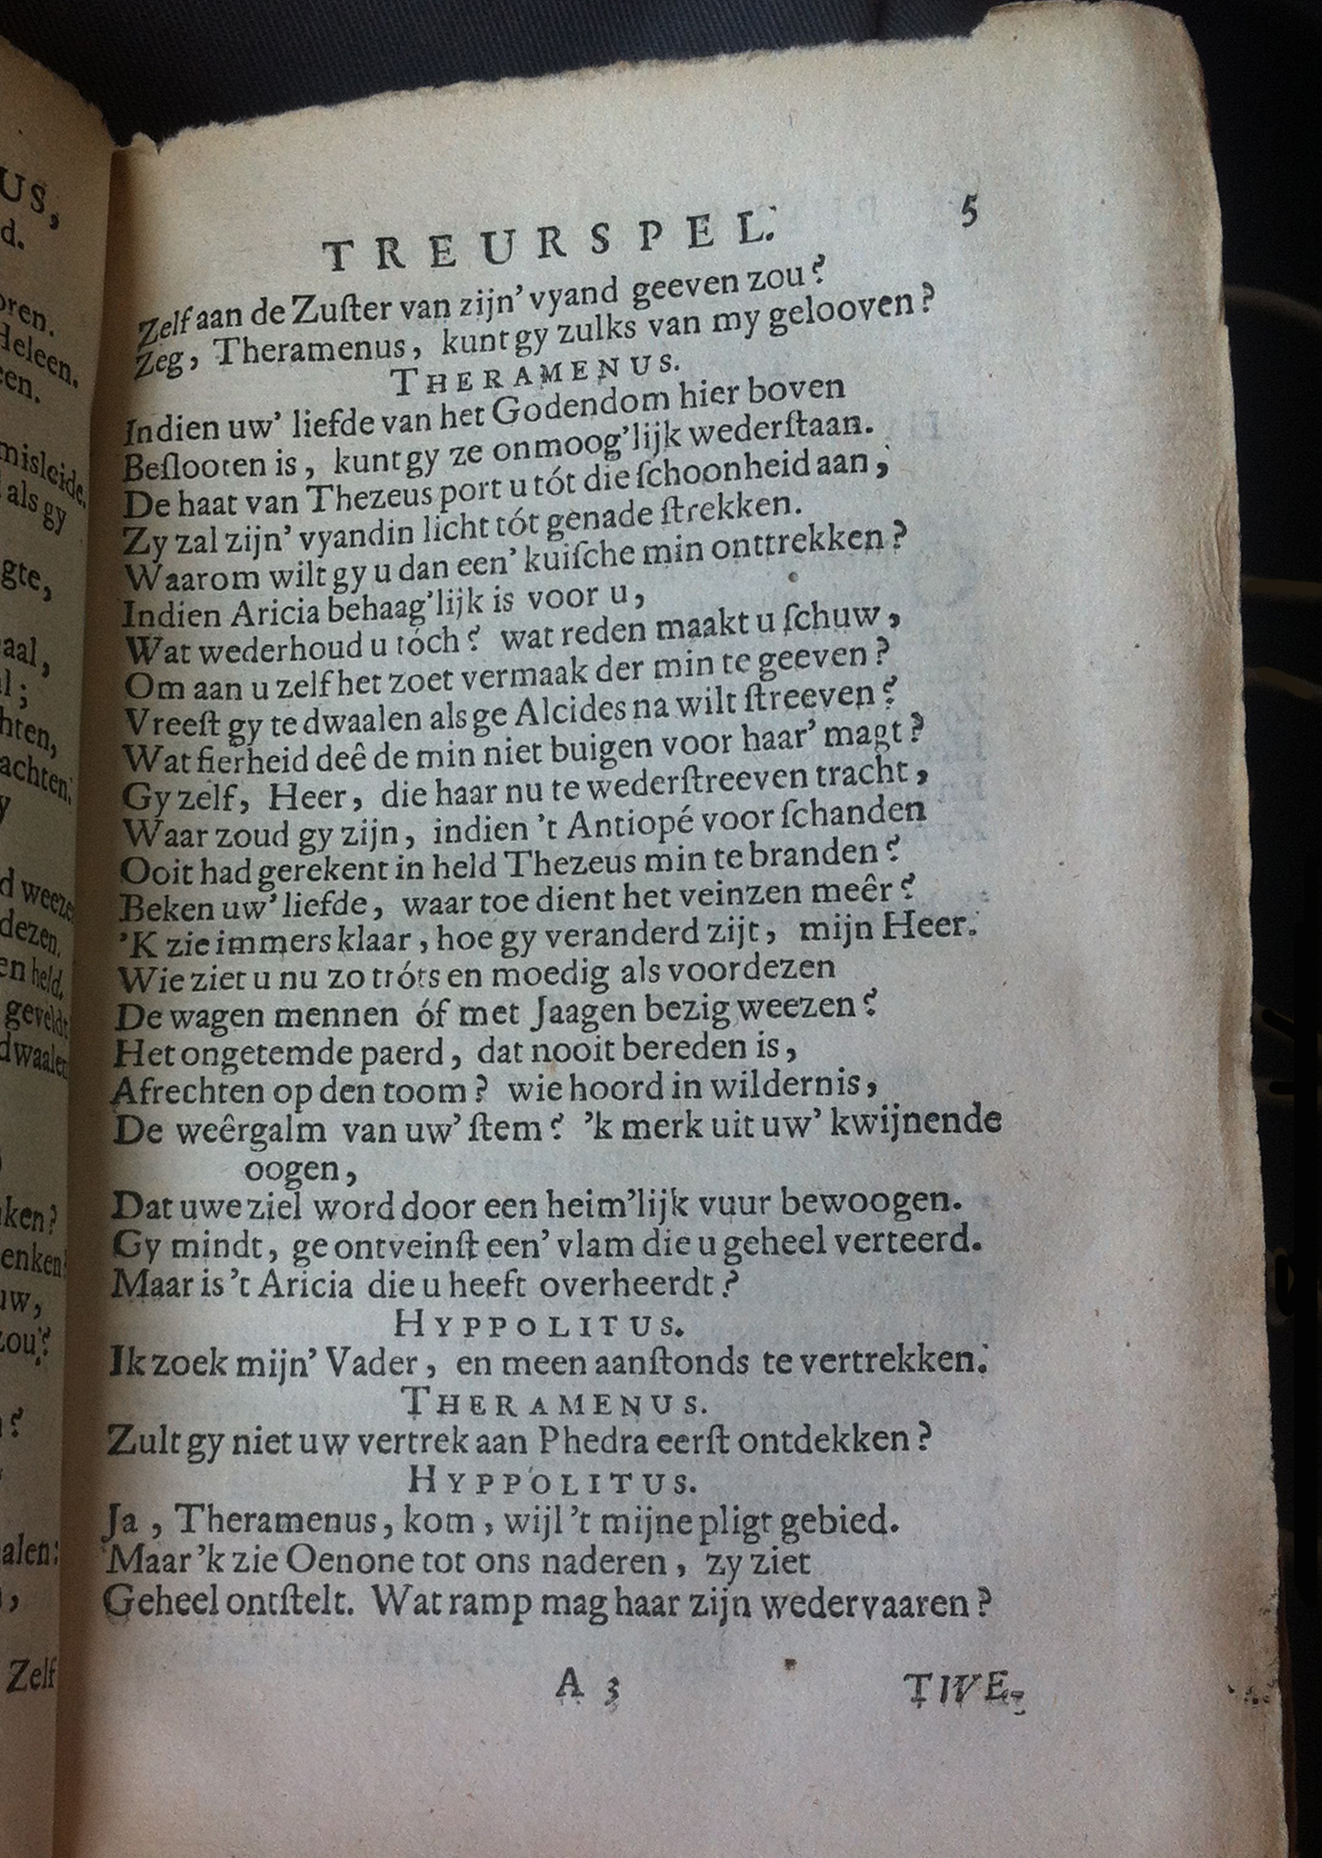 TREURSPEL. 5
Zelf aan de Zuſter van zijn' vyand geeven zou?
Zeg, Theramenus, kunt gy zulks van my gelooven?
THERAMENUS.
Indien uw' liefde van het Godendom hier boven
Beſlooten is, kunt gy ze onmoog'lijk wederſtaan.
De haat van Thezeus port u tót die ſchoonheid aan,
Zy zal zijn' vyandin licht tót genade ſtrekken.
Waarom wilt gy u dan een' kuiſche min onttrekken?
Indien Aricia behaag'lijk is voor u,
Wat wederhoud u tóch? wat reden maakt u ſchuw,
Om aan u zelf het zoet vermaak der min te geeven?
Vreeſt gy te dwaalen als ge Alcides na wilt ſtreeven?
Wat fierheid deê de min niet buigen voor haar' magt?
Gy zelf, Heer, die haar nu te wederſtreeven tracht,
Waar zoud gy zijn, indien 't Antiopé voor ſchanden
Ooit had gerekent in held Thezeus min te branden?
Beken uw' liefde, waar toe dient het veinzen meêr?
'K zie immers klaar, hoe gy veranderd zijt, mijn Heer.
Wie ziet u nu zo tróts en moedig als voordezen
De wagen mennen óf met Jaagen bezig weezen?
Het ongetemde paerd, dat nooit bereden is,
Afrechten op den toom? wie hoord in wildernis,
De weêrgalm van uw' ſtem? 'k merk uit uw' kwijnende
oogen,
Dat uwe ziel word door een heim'lijk vuur bewoogen.
Gy mindt, ge ontveinſt een' vlam die u geheel verteerd.
Maar is 't Aricia die u heeft overheerdt?
HYPPOLITUS.
Ik zoek mijn' Vader, en meen aanſtonds te vertrekken.
THERAMENUS.
Zult gy niet uw vertrek aan Phedra eerſt ontdekken?
HYPPOLITUS.
Ja, Theramenus, kom, wijl 't mijne pligt gebied.
Maar 'k zie Oenone tot ons naderen, zy ziet
Geheel ontſtelt. Wat ramp mag haar zijn wedervaaren?
A 3 TWE-